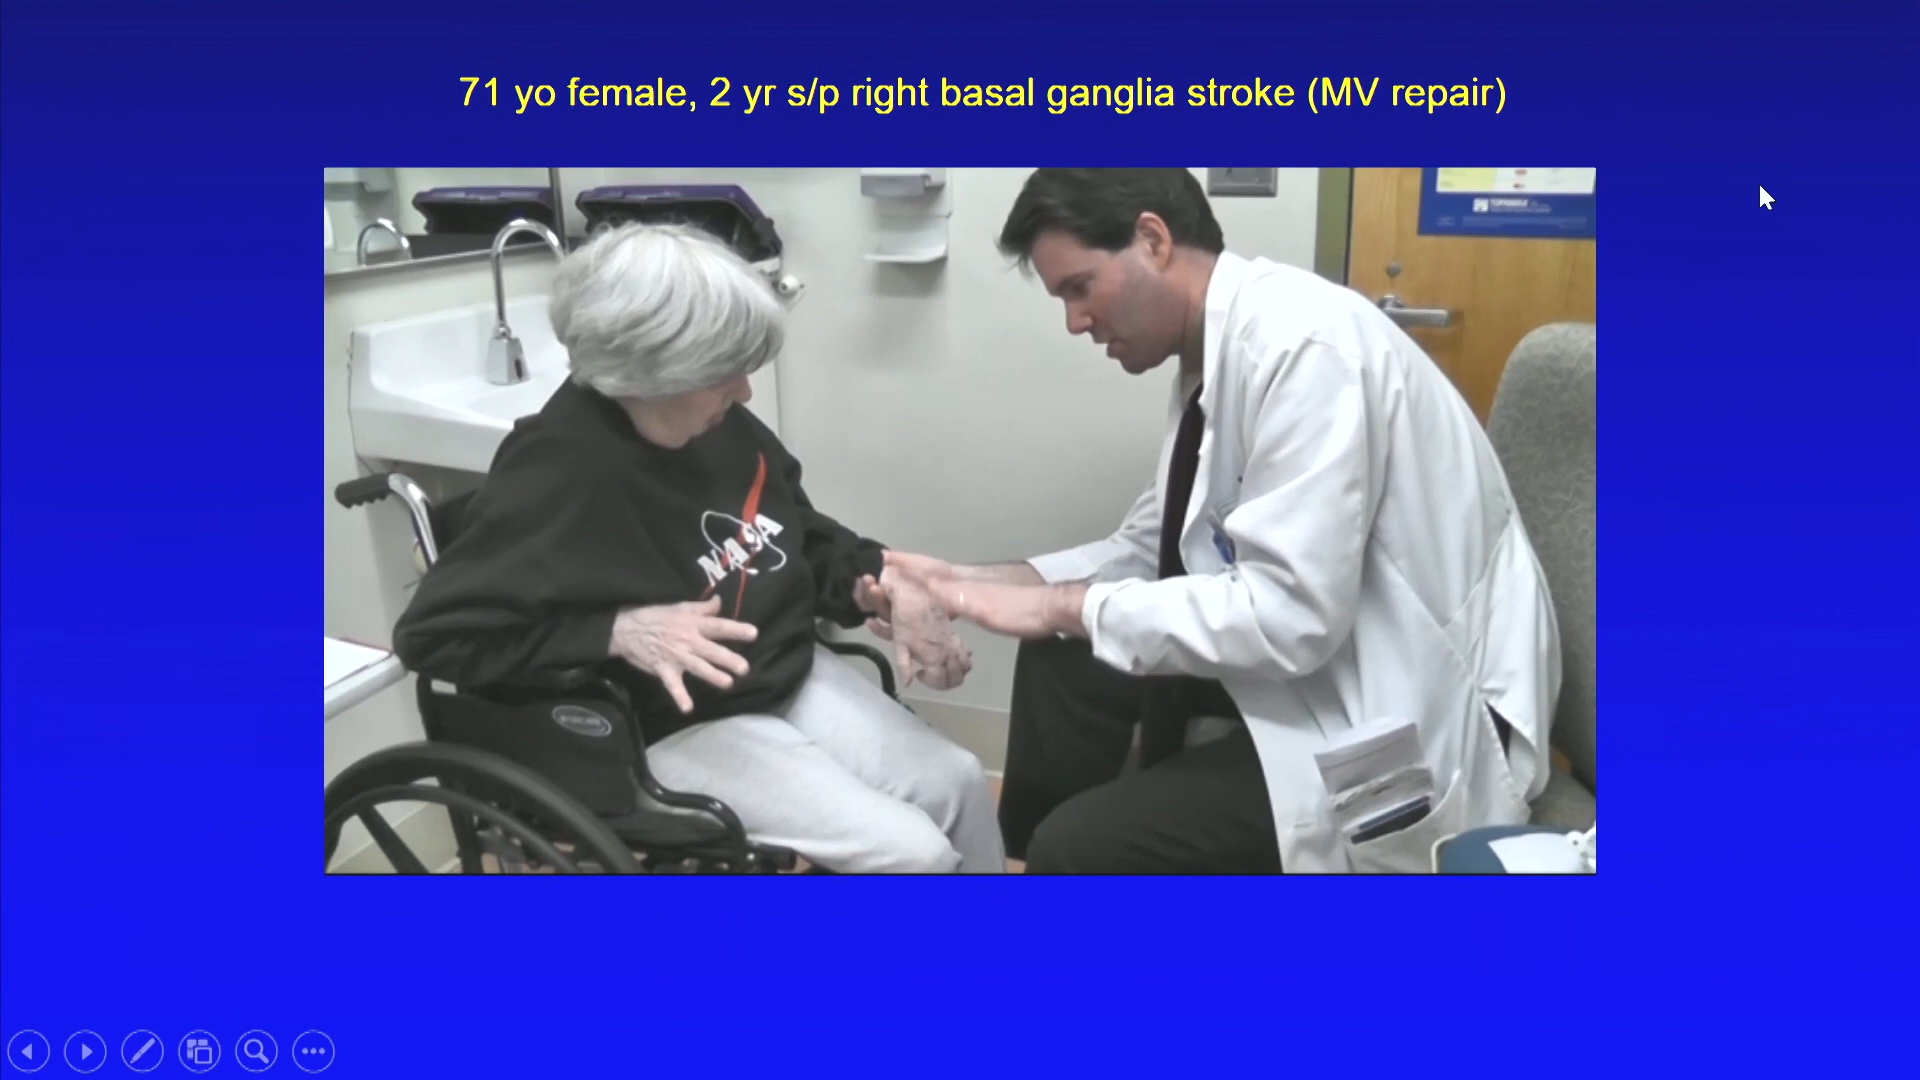 71 yo female, 2 yr s/p right basal ganglia stroke (MV repair)
NASA